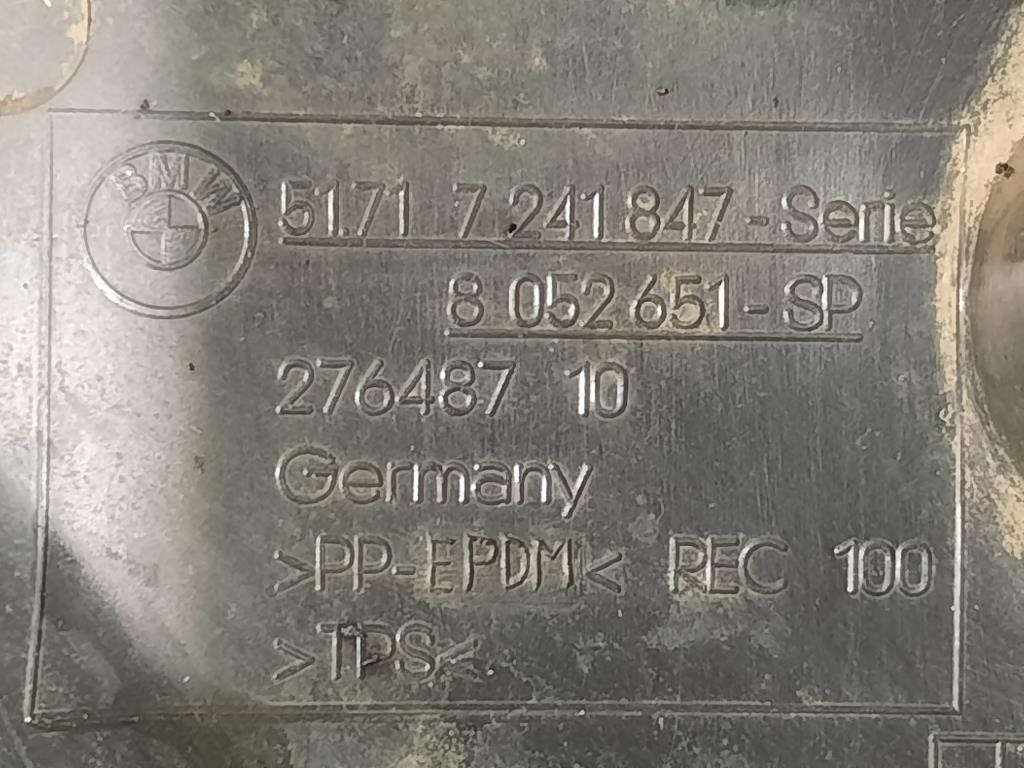 BMW
51.71 7 241 847-Serie
8 052 651-SP
276487 10
Germany
>PP-EPDM< REC 100
>TPS<